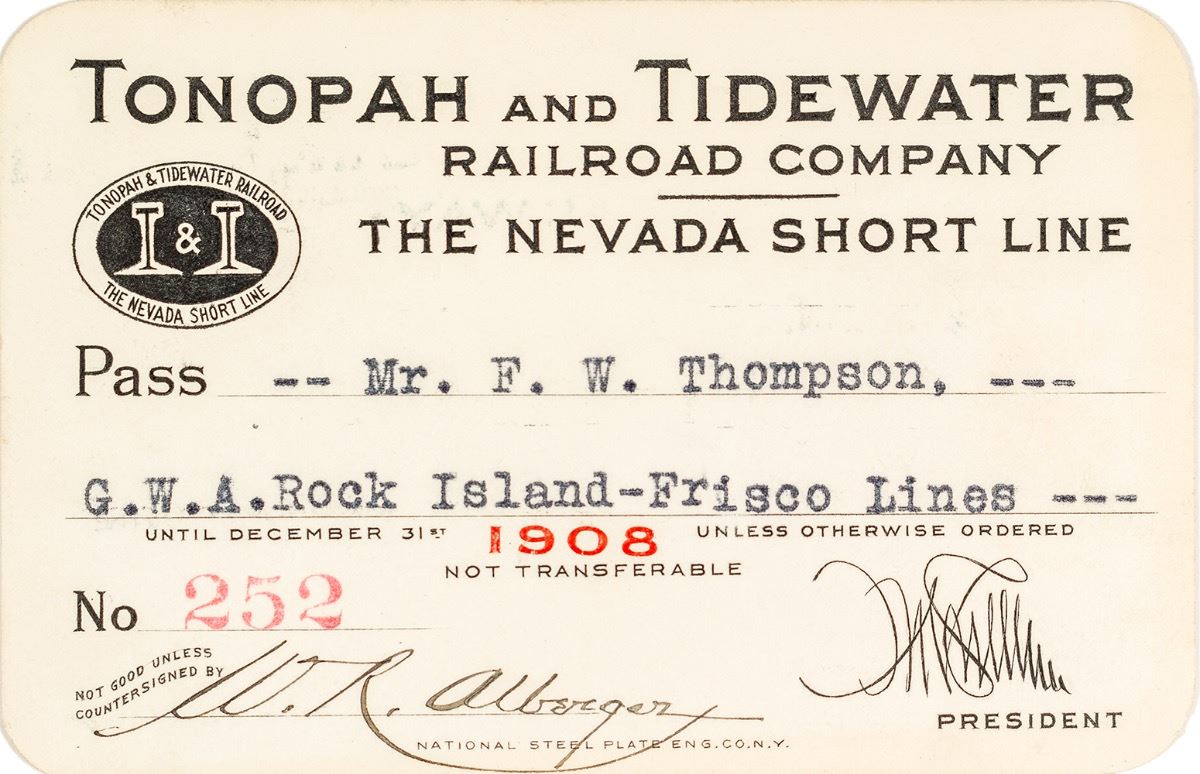 TONOPAH AND TIDEWATER
RAILROAD COMPANY
THE NEVADA SHORT LINE
TONOPAH & TIDEWATER RAILROAD
T & T
THE NEVADA SHORT LINE
Pass -- Mr. F. W. Thompson, ---
G.W.A.Rock Island-Frisco Lines ---
UNTIL DECEMBER 31ST 1908 UNLESS OTHERWISE ORDERED
NOT TRANSFERABLE
No 252
NOT GOOD UNLESS
COUNTERSIGNED BY W. R. Alberger
PRESIDENT
NATIONAL STEEL PLATE ENG.CO.N.Y.